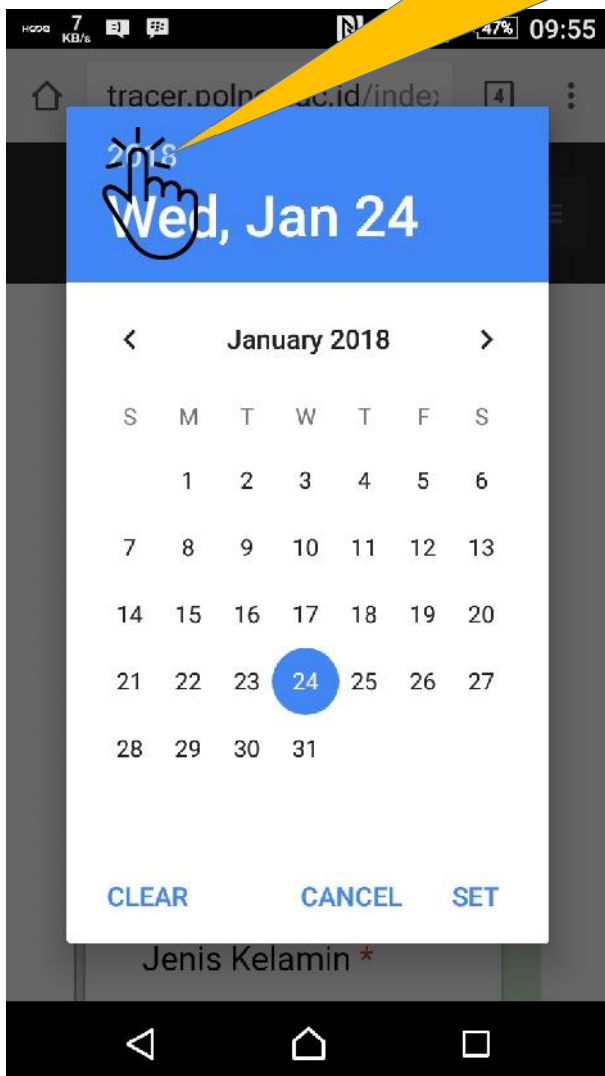 7
KB/s
47% 09:55
4
2018
Wed, Jan 24
January 2018
S M T W T F S
1 2 3 4 5 6
7 8 9 10 11 12 13
14 15 16 17 18 19 20
21 22 23 24 25 26 27
28 29 30 31
CLEAR CANCEL SET
Jenis Kelamin *